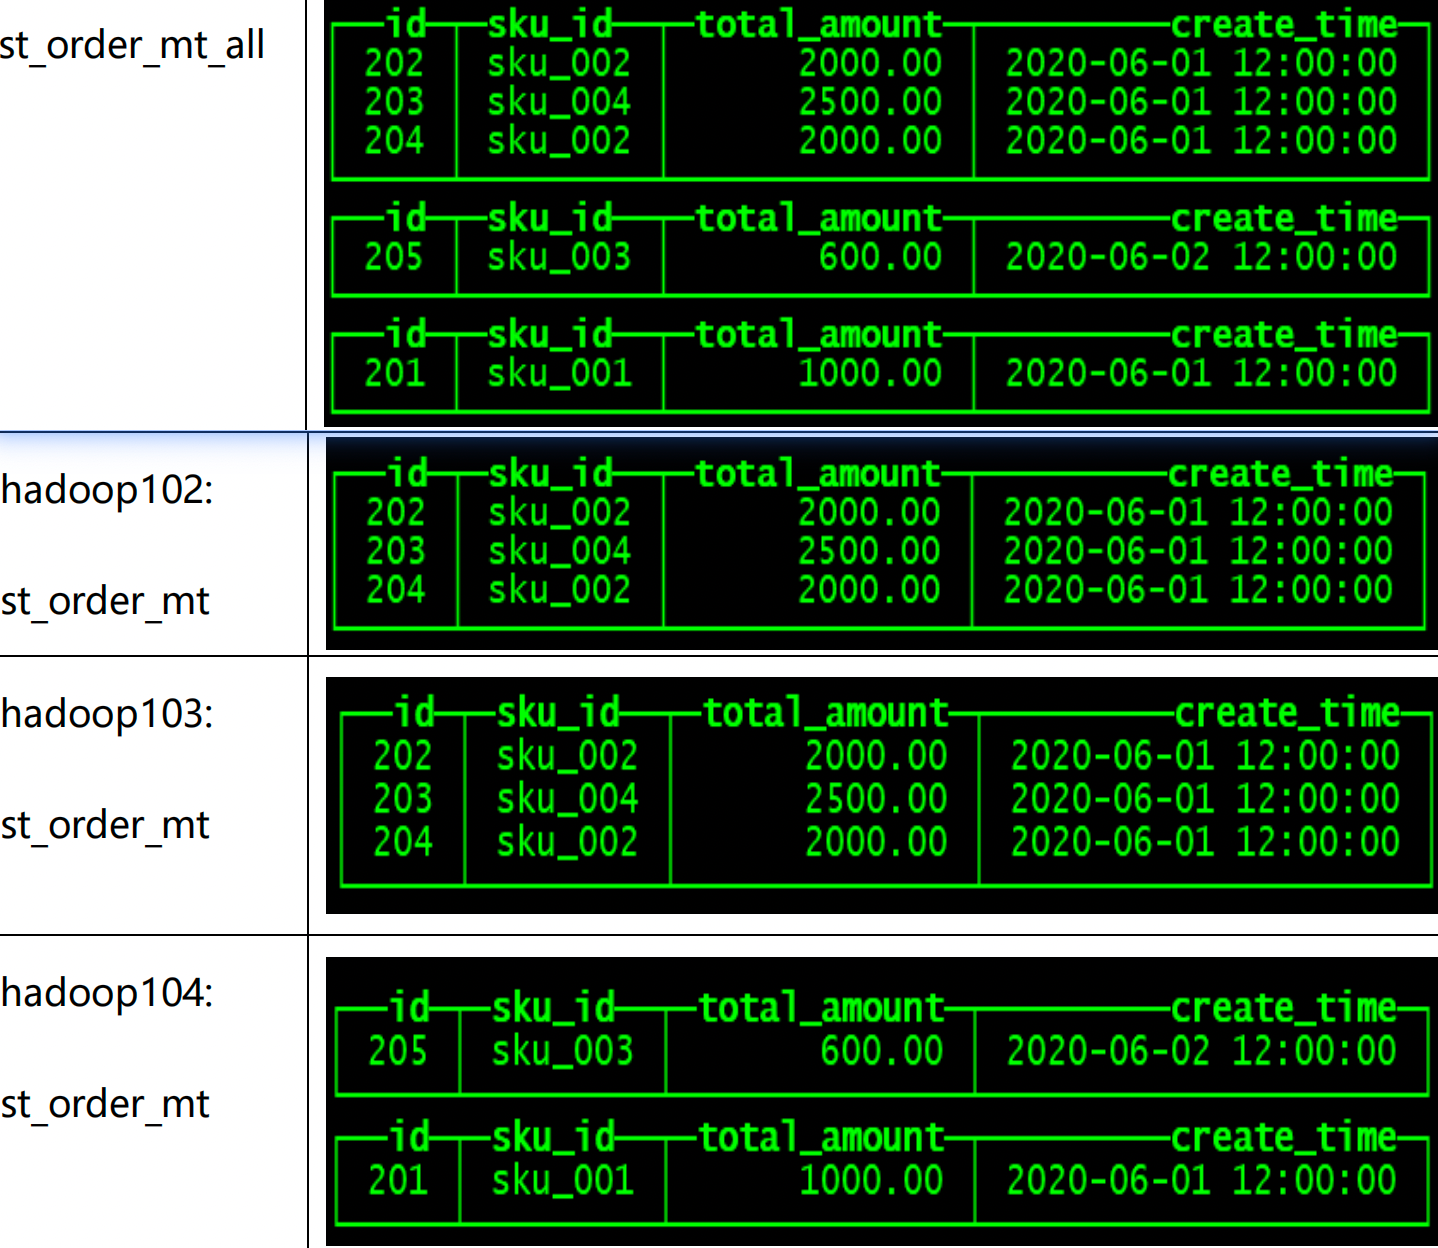 st_order_mt_all
id sku_id total_amount create_time
202 sku_002 2000.00 2020-06-01 12:00:00
203 sku_004 2500.00 2020-06-01 12:00:00
204 sku_002 2000.00 2020-06-01 12:00:00
id sku_id total_amount create_time
205 sku_003 600.00 2020-06-02 12:00:00
id sku_id total_amount create_time
201 sku_001 1000.00 2020-06-01 12:00:00
hadoop102:
st_order_mt
id sku_id total_amount create_time
202 sku_002 2000.00 2020-06-01 12:00:00
203 sku_004 2500.00 2020-06-01 12:00:00
204 sku_002 2000.00 2020-06-01 12:00:00
hadoop103:
st_order_mt
id sku_id total_amount create_time
202 sku_002 2000.00 2020-06-01 12:00:00
203 sku_004 2500.00 2020-06-01 12:00:00
204 sku_002 2000.00 2020-06-01 12:00:00
hadoop104:
st_order_mt
id sku_id total_amount create_time
205 sku_003 600.00 2020-06-02 12:00:00
id sku_id total_amount create_time
201 sku_001 1000.00 2020-06-01 12:00:00